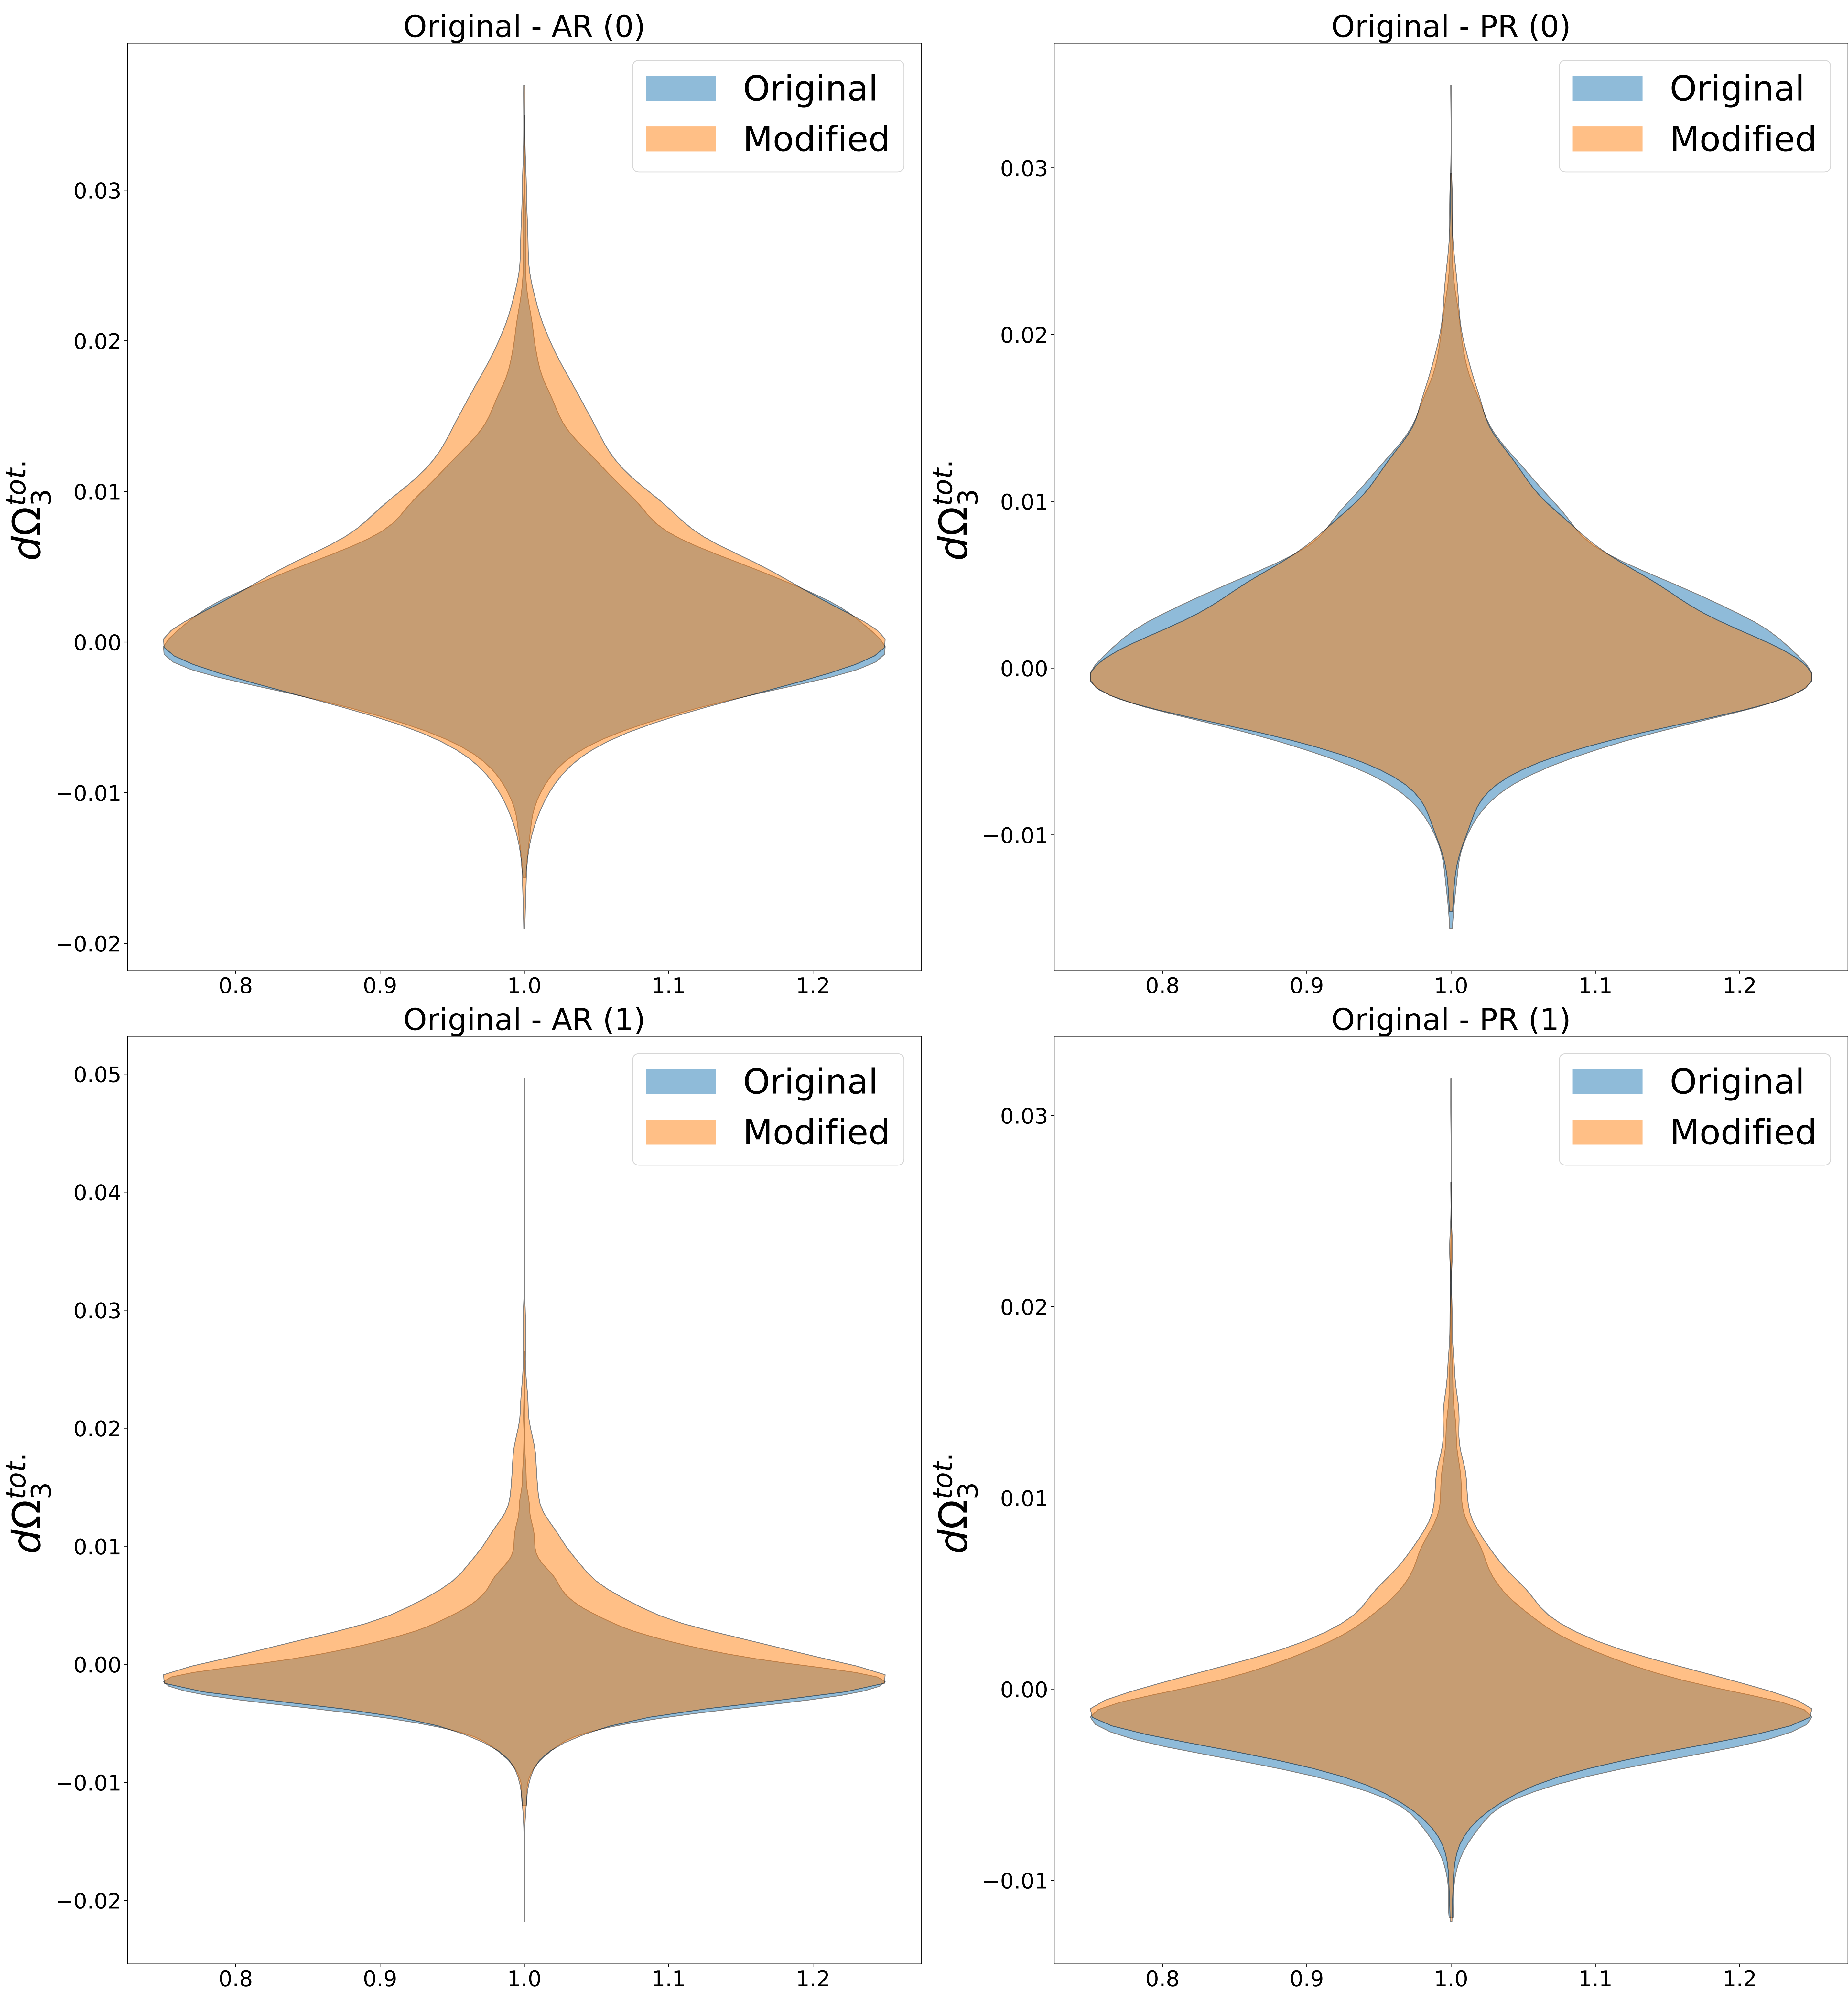 Original - AR (0)
Original
Modified
0.03
0.02
0.01
0.00
−0.01
−0.02
dΩ₃ᵗᵒᵗ·
0.8 0.9 1.0 1.1 1.2
Original - PR (0)
Original
Modified
0.03
0.02
0.01
0.00
−0.01
dΩ₃ᵗᵒᵗ·
0.8 0.9 1.0 1.1 1.2
Original - AR (1)
Original
Modified
0.05
0.04
0.03
0.02
0.01
0.00
−0.01
−0.02
dΩ₃ᵗᵒᵗ·
0.8 0.9 1.0 1.1 1.2
Original - PR (1)
Original
Modified
0.03
0.02
0.01
0.00
−0.01
dΩ₃ᵗᵒᵗ·
0.8 0.9 1.0 1.1 1.2